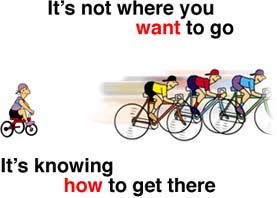 It's not where you
want to go
It's knowing
how to get there